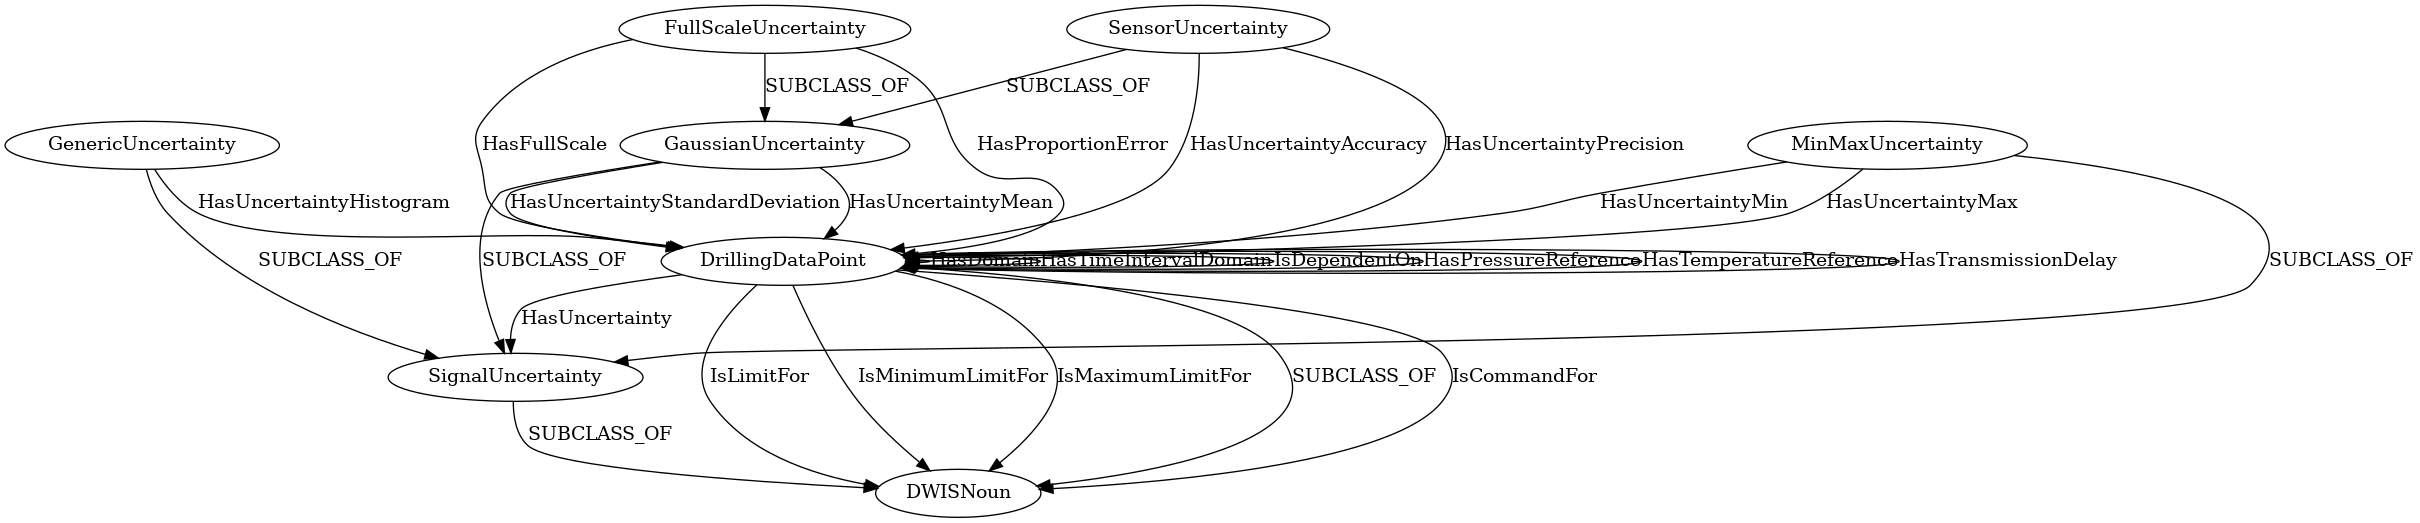 FullScaleUncertainty
SensorUncertainty
SUBCLASS_OF
SUBCLASS_OF
GenericUncertainty
HasFullScale
GaussianUncertainty
HasProportionError
HasUncertaintyAccuracy
HasUncertaintyPrecision
MinMaxUncertainty
HasUncertaintyHistogram
HasUncertaintyStandardDeviation
HasUncertaintyMean
HasUncertaintyMin
HasUncertaintyMax
SUBCLASS_OF
SUBCLASS_OF
DrillingDataPoint
HasDomain
HasTimeIntervalDomain
IsDependentOn
HasPressureReference
HasTemperatureReference
HasTransmissionDelay
SUBCLASS_OF
HasUncertainty
SignalUncertainty
IsLimitFor
IsMinimumLimitFor
IsMaximumLimitFor
SUBCLASS_OF
IsCommandFor
SUBCLASS_OF
DWISNoun